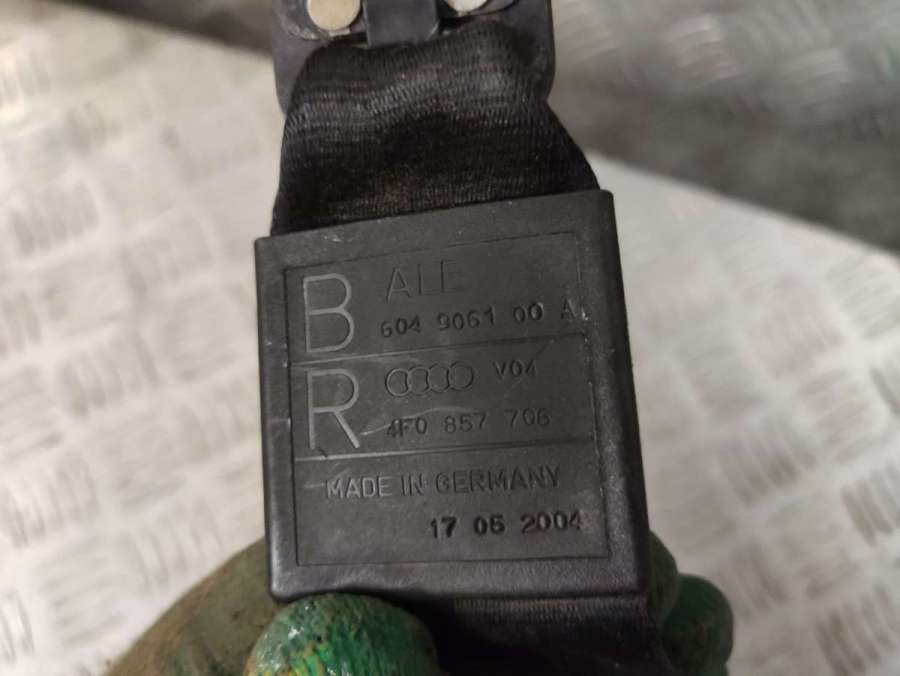 B
ALE
604 9061 00 A
R
V04
4F0 857 706
MADE IN GERMANY
17 05 2004